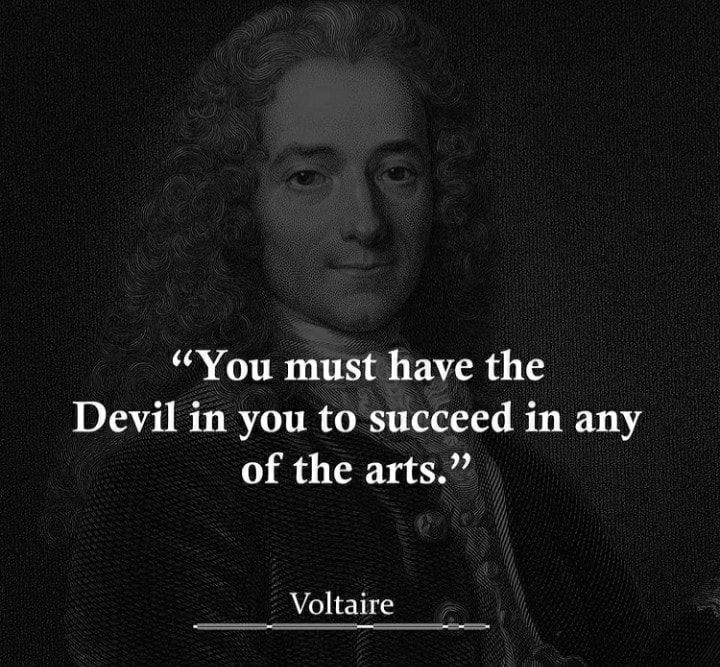 “You must have the
Devil in you to succeed in any
of the arts.”
Voltaire